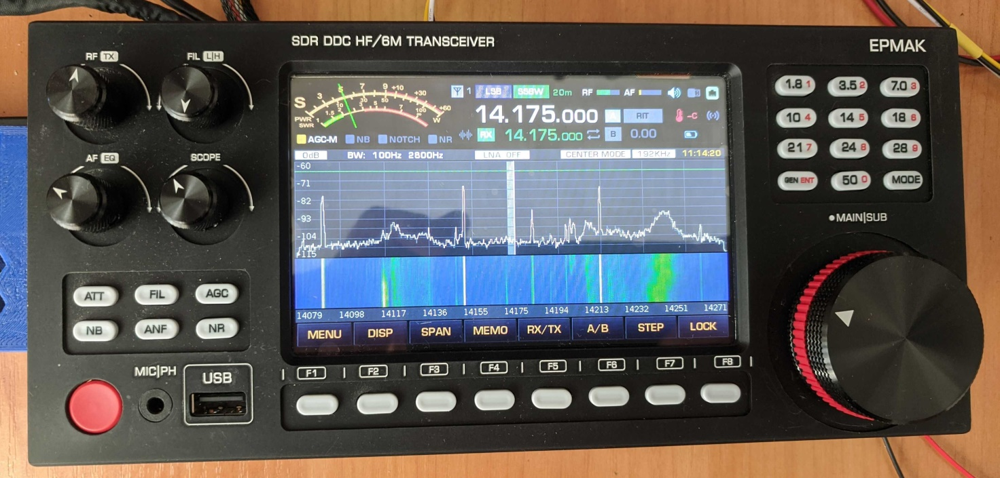 SDR DDC HF/6M TRANSCEIVER
EPMAK
RF TX
FIL L|H
AF EQ
SCOPE
ATT FIL AGC
NB ANF NR
MIC|PH
USB
S 3 S 7 9 +10 +30 +60
1 1.5 2 3 5 7
10 30 50 100 W
PWR
SWR
1 LSB SSBW 20m RF AF
14.175.000 A RIT -C
RX 14.175.000 B 0.00
AGC-M NB NOTCH NR
0dB BW: 100Hz 2800Hz LNA OFF CENTER MODE 192KHz 11:14:20
-60
-71
-82
-93
-104
-115
14079 14098 14117 14136 14155 14175 14194 14213 14232 14251 14271
MENU DISP SPAN MEMO RX/TX A/B STEP LOCK
F1 F2 F3 F4 F5 F6 F7 F8
1.8 1 3.5 2 7.0 3
10 4 14 5 18 6
21 7 24 8 28 9
GEN ENT 50 0 MODE
MAIN|SUB